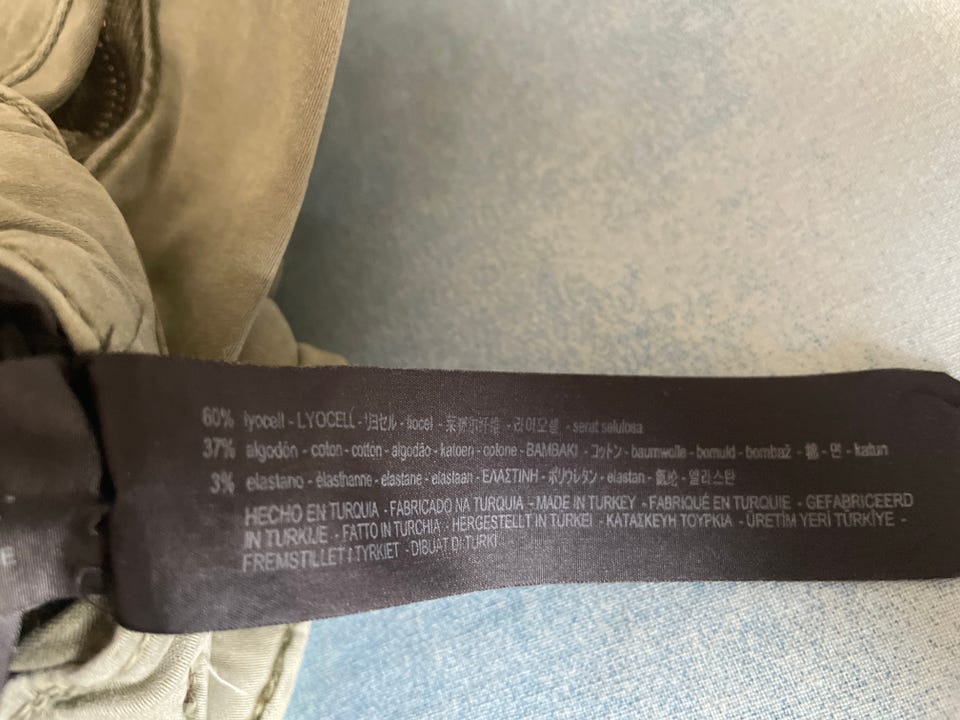 60% lyocell - LYOCELL - リヨセル - liocel - 莱赛尔纤维 - 라이오셀 - serat selulosa
37% algodón - coton - cotton - algodão - katoen - cotone - BAMBAKI - コットン - baumwolle - bomuld - bombaž - 棉 - 면 - katun
3% elastano - élasthanne - elastane - elastaan - ΕΛΑΣΤΙΝΗ - ポリウレタン - elastan - 氨纶 - 엘라스탄
HECHO EN TURQUIA - FABRICADO NA TURQUIA - MADE IN TURKEY - FABRIQUÉ EN TURQUIE - GEFABRICEERD
IN TURKIJE - FATTO IN TURCHIA - HERGESTELLT IN TÜRKEI - ΚΑΤΑΣΚΕΥΗ ΤΟΥΡΚΙΑ - ÜRETİM YERİ TÜRKİYE -
FREMSTILLET I TYRKIET - DIBUAT DI TURKI
E